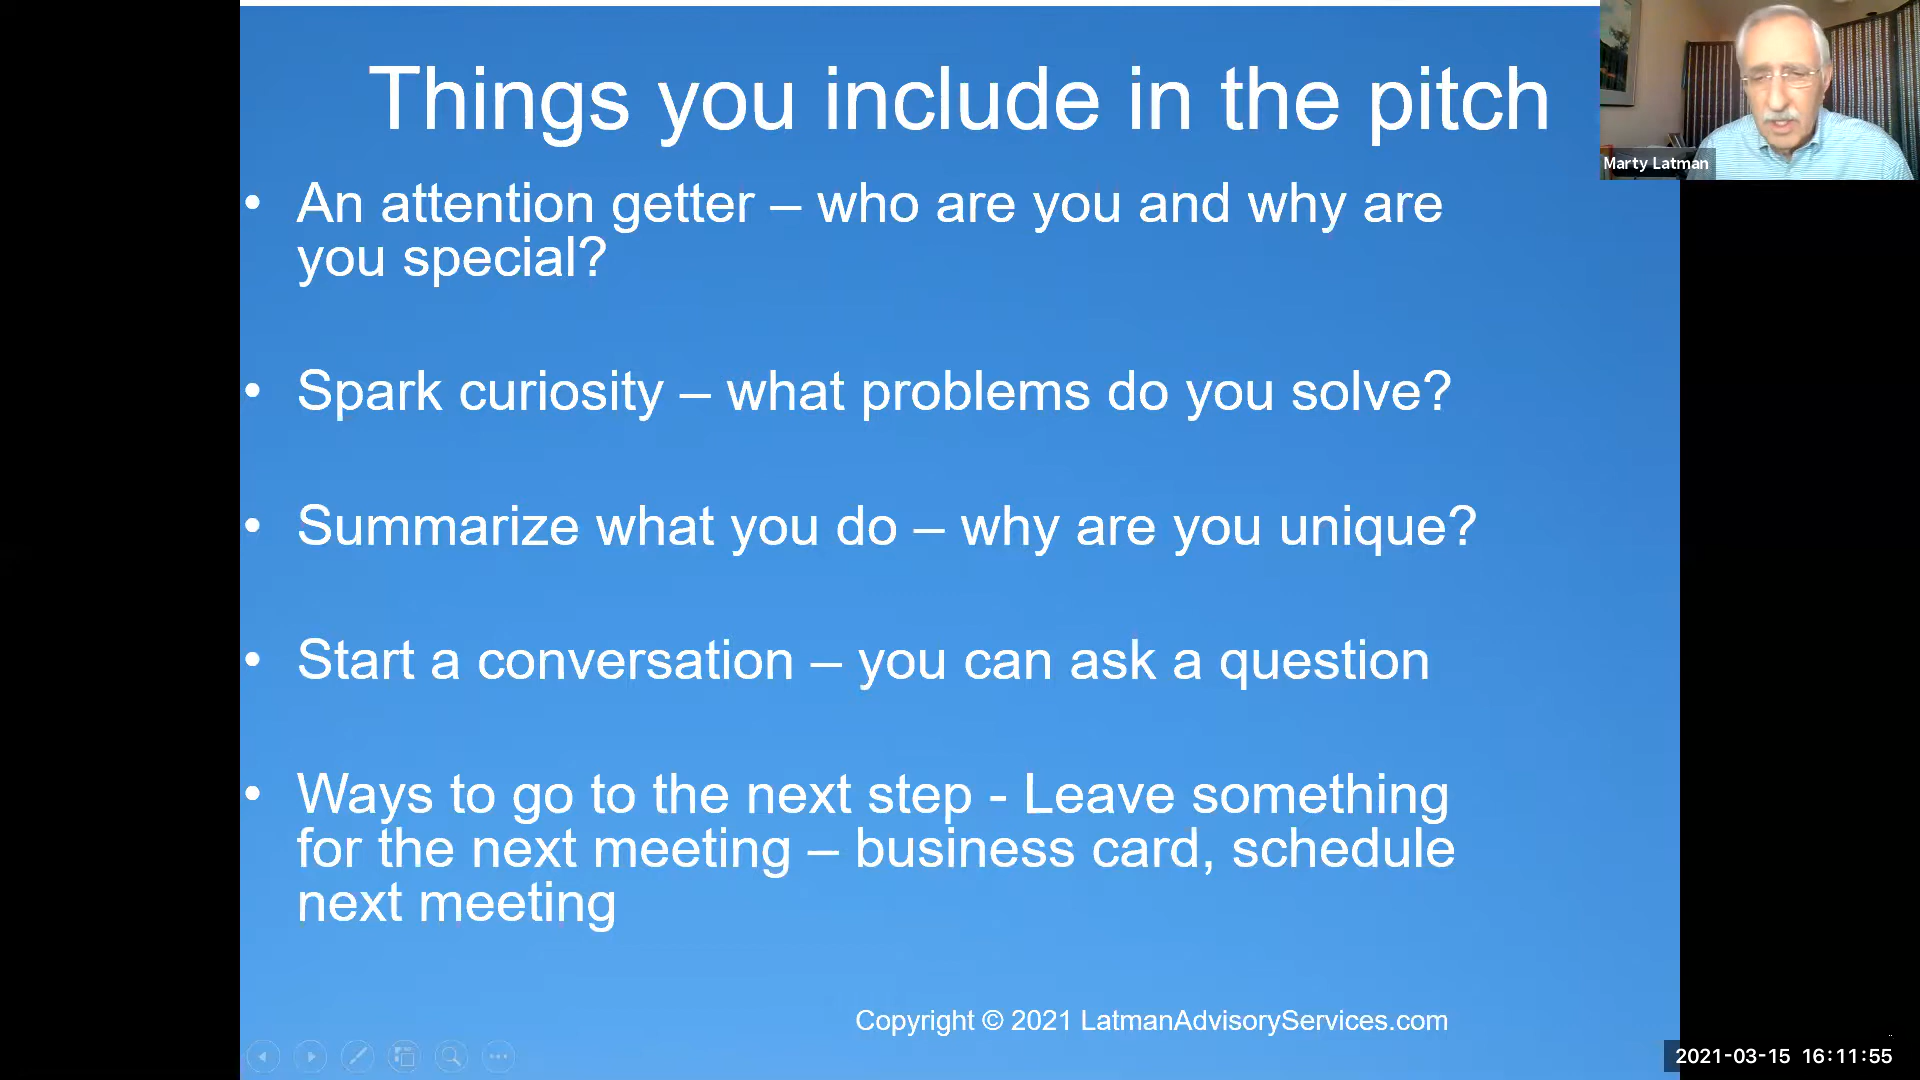 Things you include in the pitch
• An attention getter – who are you and why are
you special?
• Spark curiosity – what problems do you solve?
• Summarize what you do – why are you unique?
• Start a conversation – you can ask a question
• Ways to go to the next step - Leave something
for the next meeting – business card, schedule
next meeting
Copyright © 2021 LatmanAdvisoryServices.com
Marty Latman
2021-03-15 16:11:55